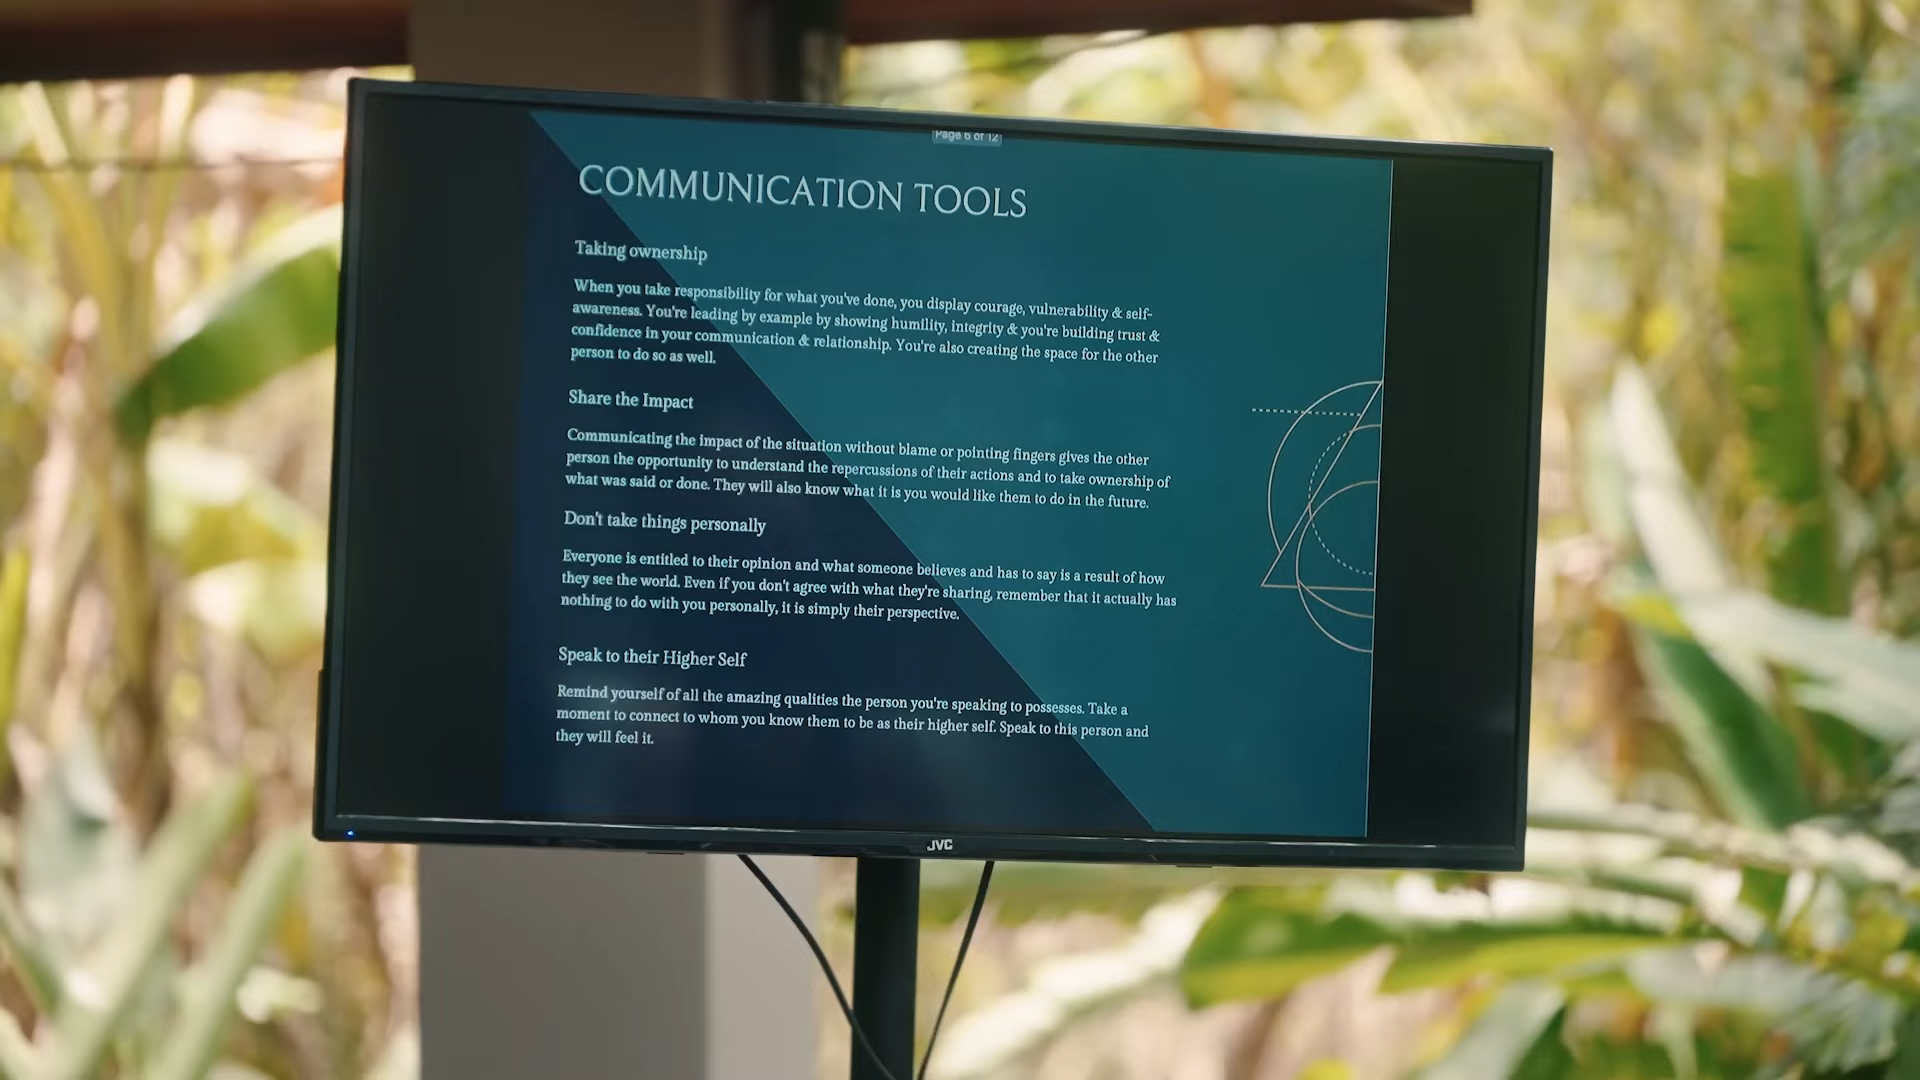 Page 6 of 12
COMMUNICATION TOOLS
Taking ownership
When you take responsibility for what you've done, you display courage, vulnerability & self-
awareness. You're leading by example by showing humility, integrity & you're building trust &
confidence in your communication & relationship. You're also creating the space for the other
person to do so as well.
Share the Impact
Communicating the impact of the situation without blame or pointing fingers gives the other
person the opportunity to understand the repercussions of their actions and to take ownership of
what was said or done. They will also know what it is you would like them to do in the future.
Don't take things personally
Everyone is entitled to their opinion and what someone believes and has to say is a result of how
they see the world. Even if you don't agree with what they're sharing, remember that it actually has
nothing to do with you personally, it is simply their perspective.
Speak to their Higher Self
Remind yourself of all the amazing qualities the person you're speaking to possesses. Take a
moment to connect to whom you know them to be as their higher self. Speak to this person and
they will feel it.
JVC